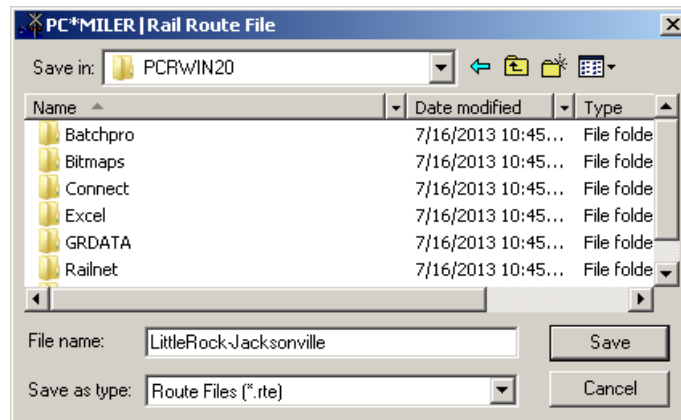 PC*MILER|Rail Route File
Save in: PCRWIN20
Name Date modified Type
Batchpro 7/16/2013 10:45... File folde
Bitmaps 7/16/2013 10:45... File folde
Connect 7/16/2013 10:45... File folde
Excel 7/16/2013 10:45... File folde
GRDATA 7/16/2013 10:45... File folde
Railnet 7/16/2013 10:45... File folde
File name: LittleRock-Jacksonville Save
Save as type: Route Files (*.rte) Cancel